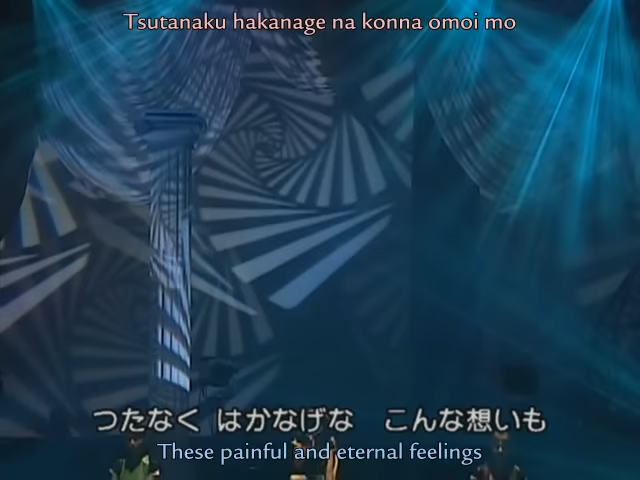 Tsutanaku hakanage na konna omoi mo
つたなく はかなげな こんな想いも
These painful and eternal feelings